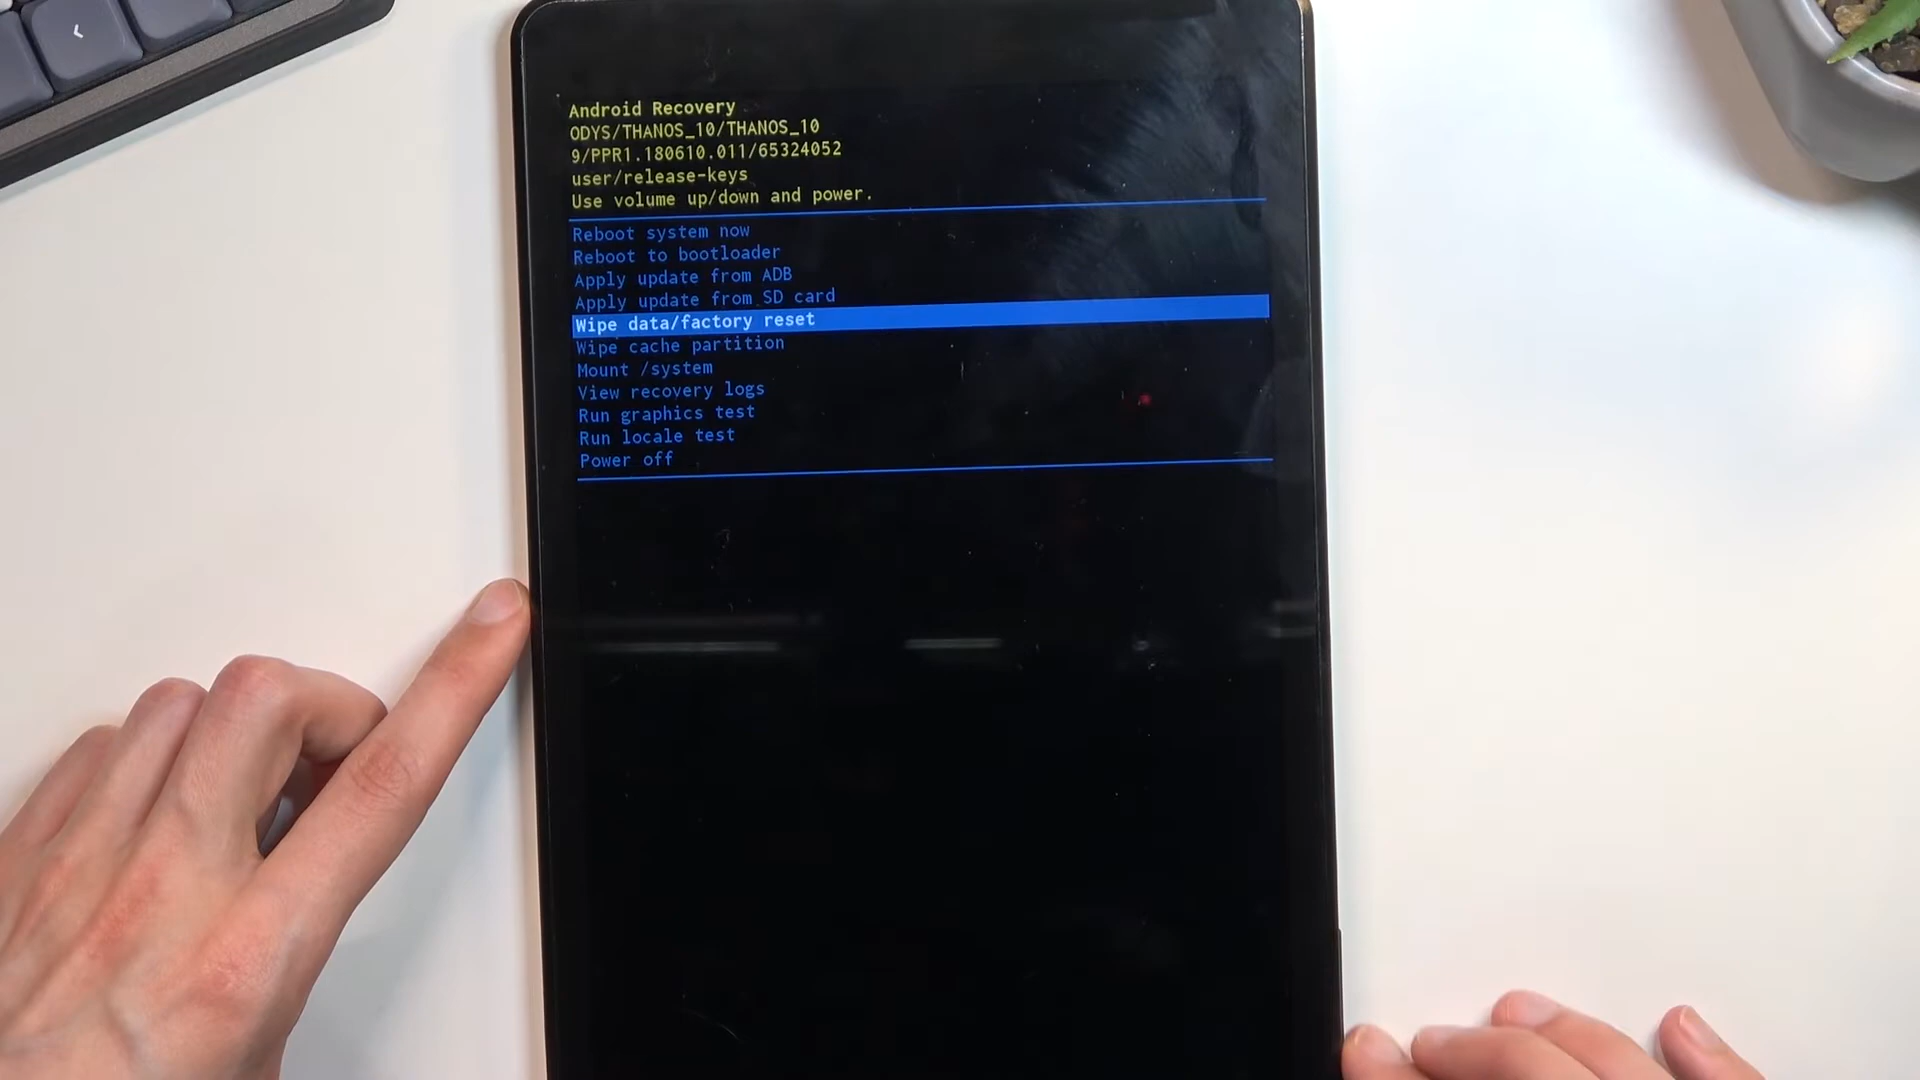 Android Recovery
ODYS/THANOS_10/THANOS_10
9/PPR1.180610.011/65324052
user/release-keys
Use volume up/down and power.
Reboot system now
Reboot to bootloader
Apply update from ADB
Apply update from SD card
Wipe data/factory reset
Wipe cache partition
Mount /system
View recovery logs
Run graphics test
Run locale test
Power off